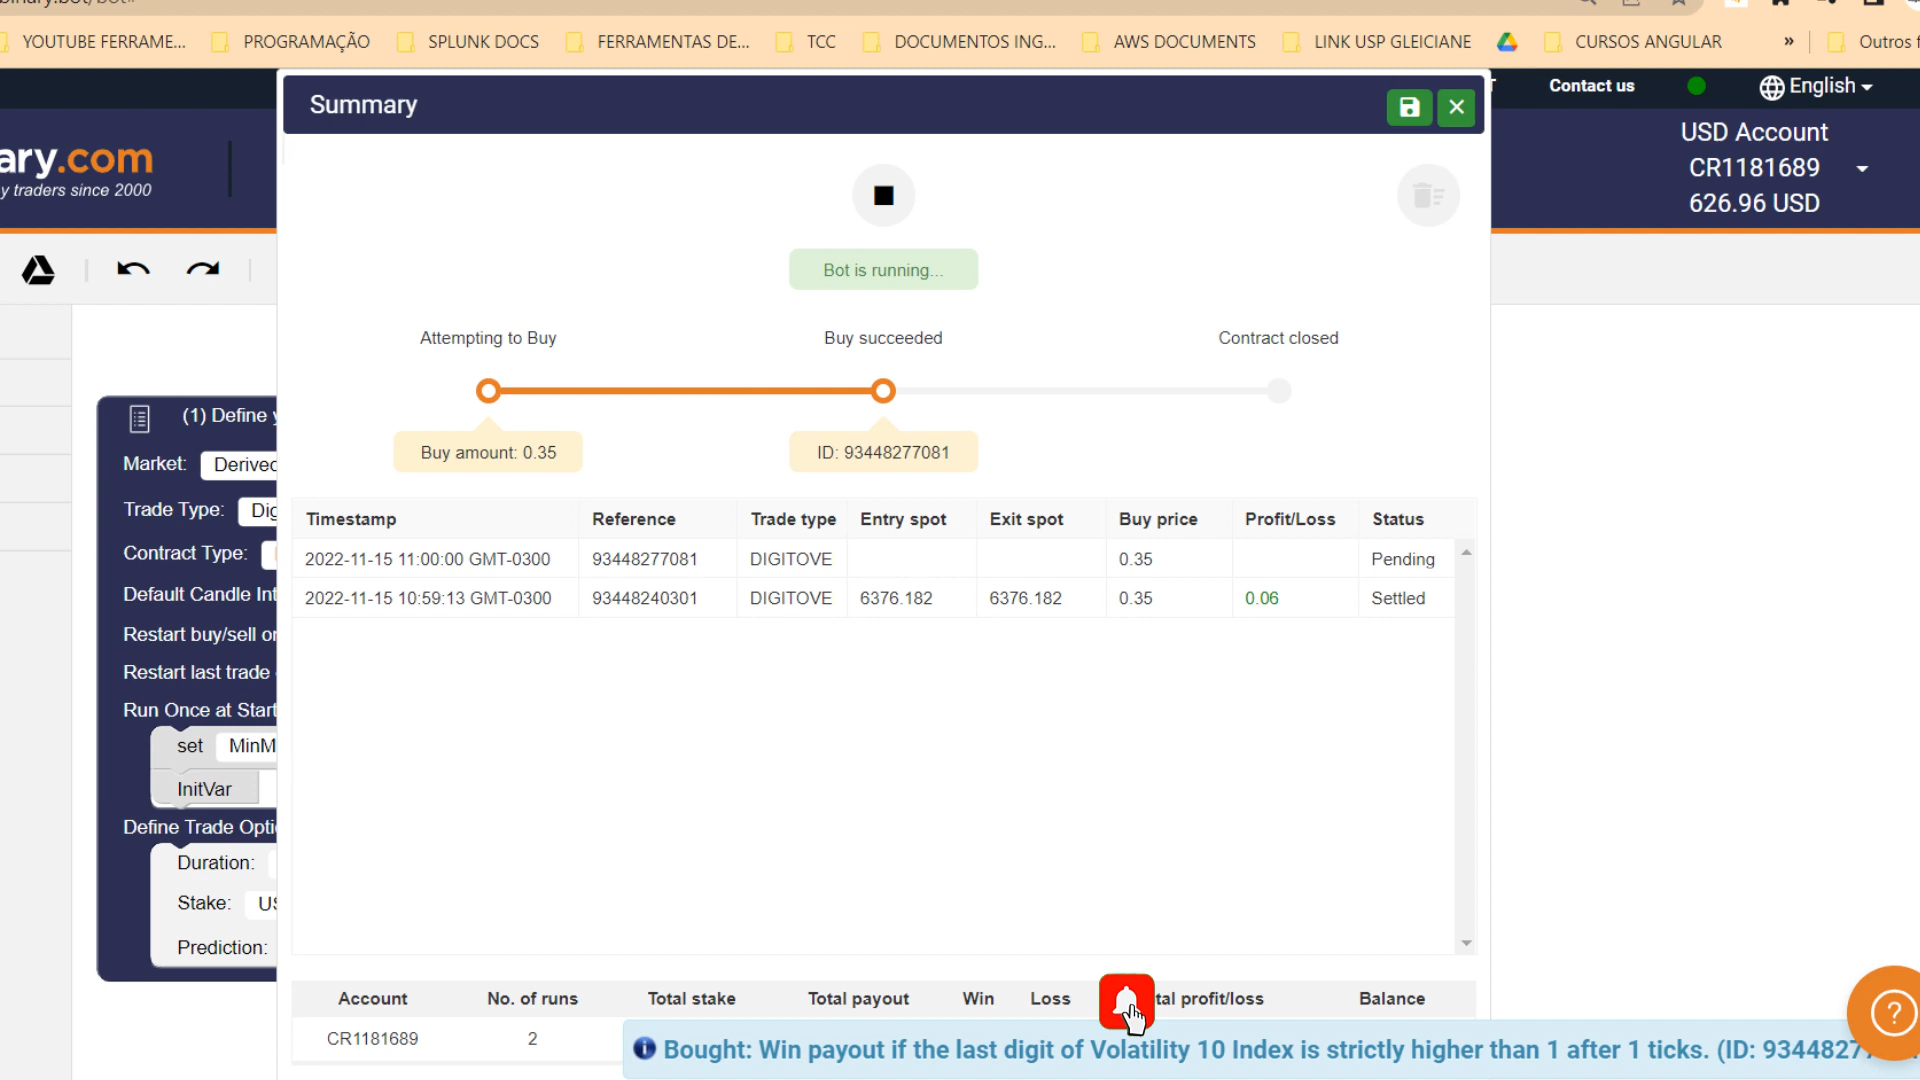 YOUTUBE FERRAME... PROGRAMAÇÃO SPLUNK DOCS FERRAMENTAS DE... TCC DOCUMENTOS ING... AWS DOCUMENTS LINK USP GLEICIANE CURSOS ANGULAR » Outros f
Contact us English
Summary
ary.com
y traders since 2000
USD Account
CR1181689
626.96 USD
Bot is running...
Attempting to Buy Buy succeeded Contract closed
Buy amount: 0.35 ID: 93448277081
(1) Define y
Market: Derived
Trade Type: Dig
Contract Type:
Default Candle Int
Restart buy/sell on
Restart last trade
Run Once at Start
set MinM
InitVar
Define Trade Opti
Duration:
Stake: US
Prediction:
Timestamp Reference Trade type Entry spot Exit spot Buy price Profit/Loss Status
2022-11-15 11:00:00 GMT-0300 93448277081 DIGITOVE 0.35 Pending
2022-11-15 10:59:13 GMT-0300 93448240301 DIGITOVE 6376.182 6376.182 0.35 0.06 Settled
Account No. of runs Total stake Total payout Win Loss tal profit/loss Balance
CR1181689 2
Bought: Win payout if the last digit of Volatility 10 Index is strictly higher than 1 after 1 ticks. (ID: 9344827